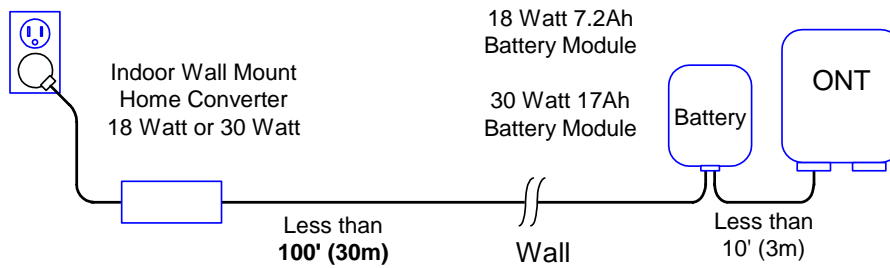 18 Watt 7.2Ah
Battery Module
Indoor Wall Mount
Home Converter
18 Watt or 30 Watt
30 Watt 17Ah
Battery Module
Battery
ONT
Less than
100' (30m)
Wall
Less than
10' (3m)